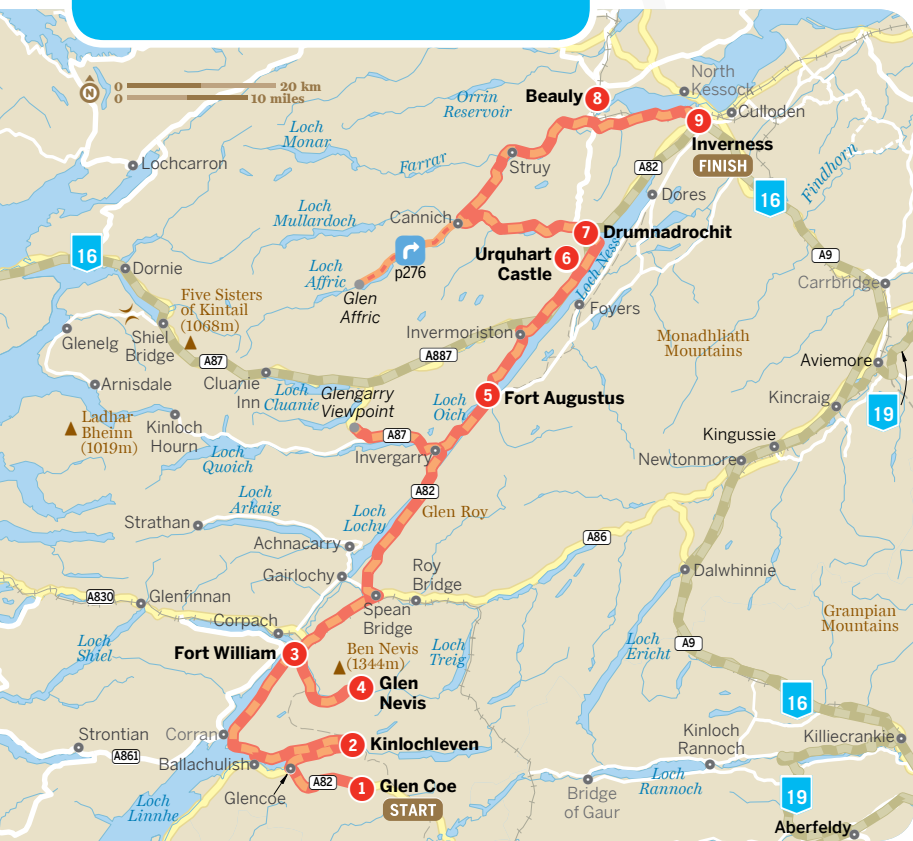 North
Kessock
Beauly
8
9
Culloden
Inverness
FINISH
N
0
20 km
0
10 miles
Orrin
Reservoir
Loch
Monar
Farrar
Struy
A82
Dores
Findhorn
16
Lochcarron
Loch
Mullardoch
Cannich
7
Drumnadrochit
Urquhart
Castle
6
Loch Ness
p276
Loch
Affric
Glen
Affric
16
Dornie
A9
Carrbridge
Five Sisters
of Kintail
(1068m)
Glenelg
Shiel
Bridge
A87
Cluanie
Inn
Loch
Cluanie
A887
Invermoriston
Foyers
Monadhliath
Mountains
Aviemore
Kincraig
19
Arnisdale
Glengarry
Viewpoint
Loch
Oich
5
Fort Augustus
Ladhar
Bheinn
(1019m)
Kinloch
Hourn
Loch
Quoich
A87
Invergarry
Kingussie
Newtonmore
A82
Glen Roy
Loch
Arkaig
Loch
Lochy
Strathan
Achnacarry
A86
Gairlochy
Roy
Bridge
Spean
Bridge
Dalwhinnie
A830
Glenfinnan
Corpach
Loch
Shiel
Fort William
3
Ben Nevis
(1344m)
Loch
Treig
Loch
Ericht
A9
Grampian
Mountains
4
Glen
Nevis
16
Strontian
Corran
2
Kinlochleven
Kinloch
Rannoch
Killiecrankie
A861
Ballachulish
A82
1
Glen Coe
START
Glencoe
Loch
Linnhe
Bridge
of Gaur
Loch
Rannoch
19
Aberfeldy